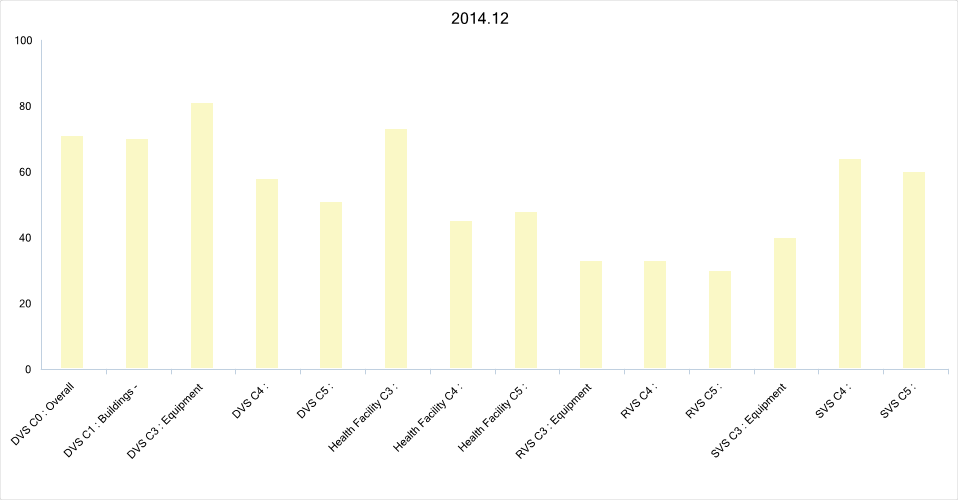 2014.12
100
80
60
40
20
0
DVS C0 : Overall
DVS C1 : Buildings -
DVS C3 : Equipment
DVS C4 :
DVS C5 :
Health Facility C3 :
Health Facility C4 :
Health Facility C5 :
RVS C3 : Equipment
RVS C4 :
RVS C5 :
SVS C3 : Equipment
SVS C4 :
SVS C5 :